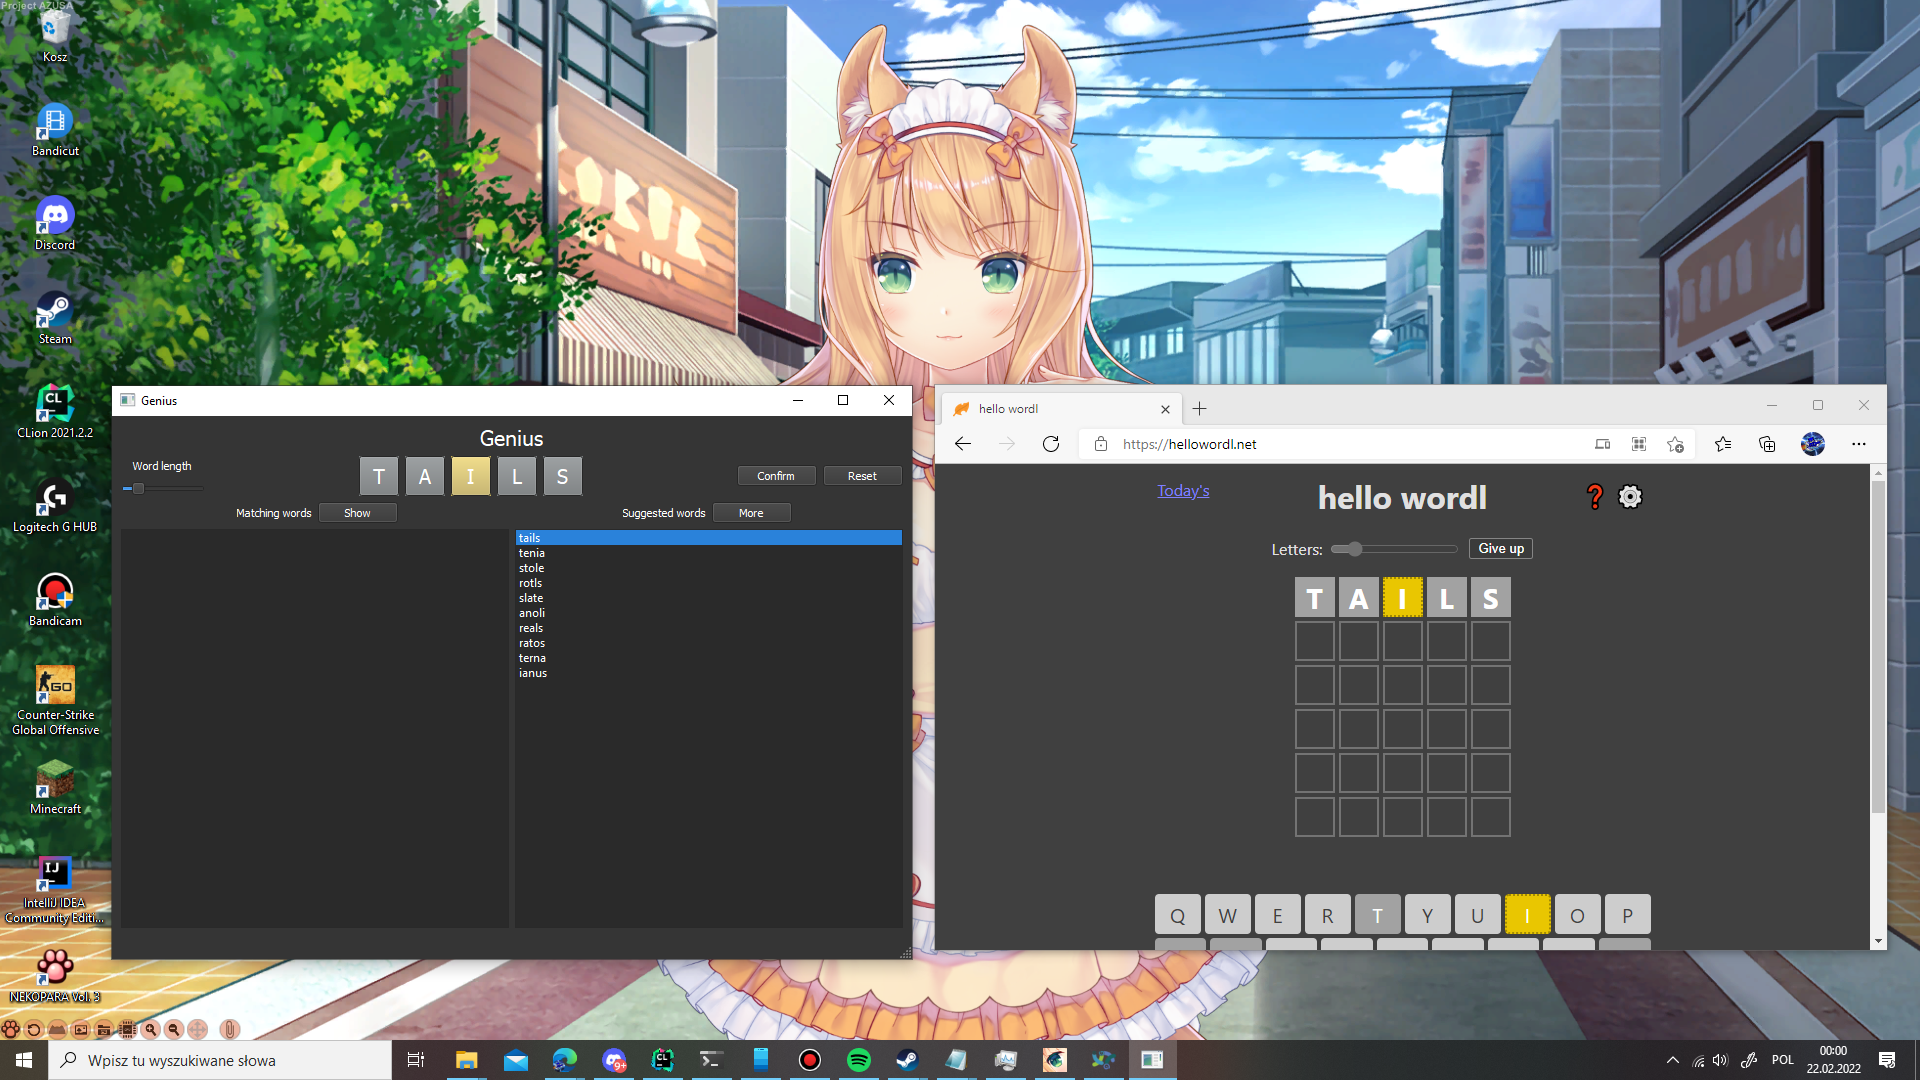 Project AZUSA
Kosz
Bandicut
Discord
Steam
CLion 2021.2.2
Logitech G HUB
Bandicam
Counter-Strike
Global Offensive
Minecraft
IntelliJ IDEA
Community Editi...
NEKOPARA Vol. 3
Genius
Genius
Word length
T A I L S
Confirm
Reset
Matching words
Show
Suggested words
More
tails
tenia
stole
rotls
slate
anoli
reals
ratos
terna
ianus
hello wordl
https://hellowordl.net
Today's
hello wordl
Letters:
Give up
T A I L S
Q W E R T Y U I O P
Wpisz tu wyszukiwane słowa
9+
POL
00:00
22.02.2022